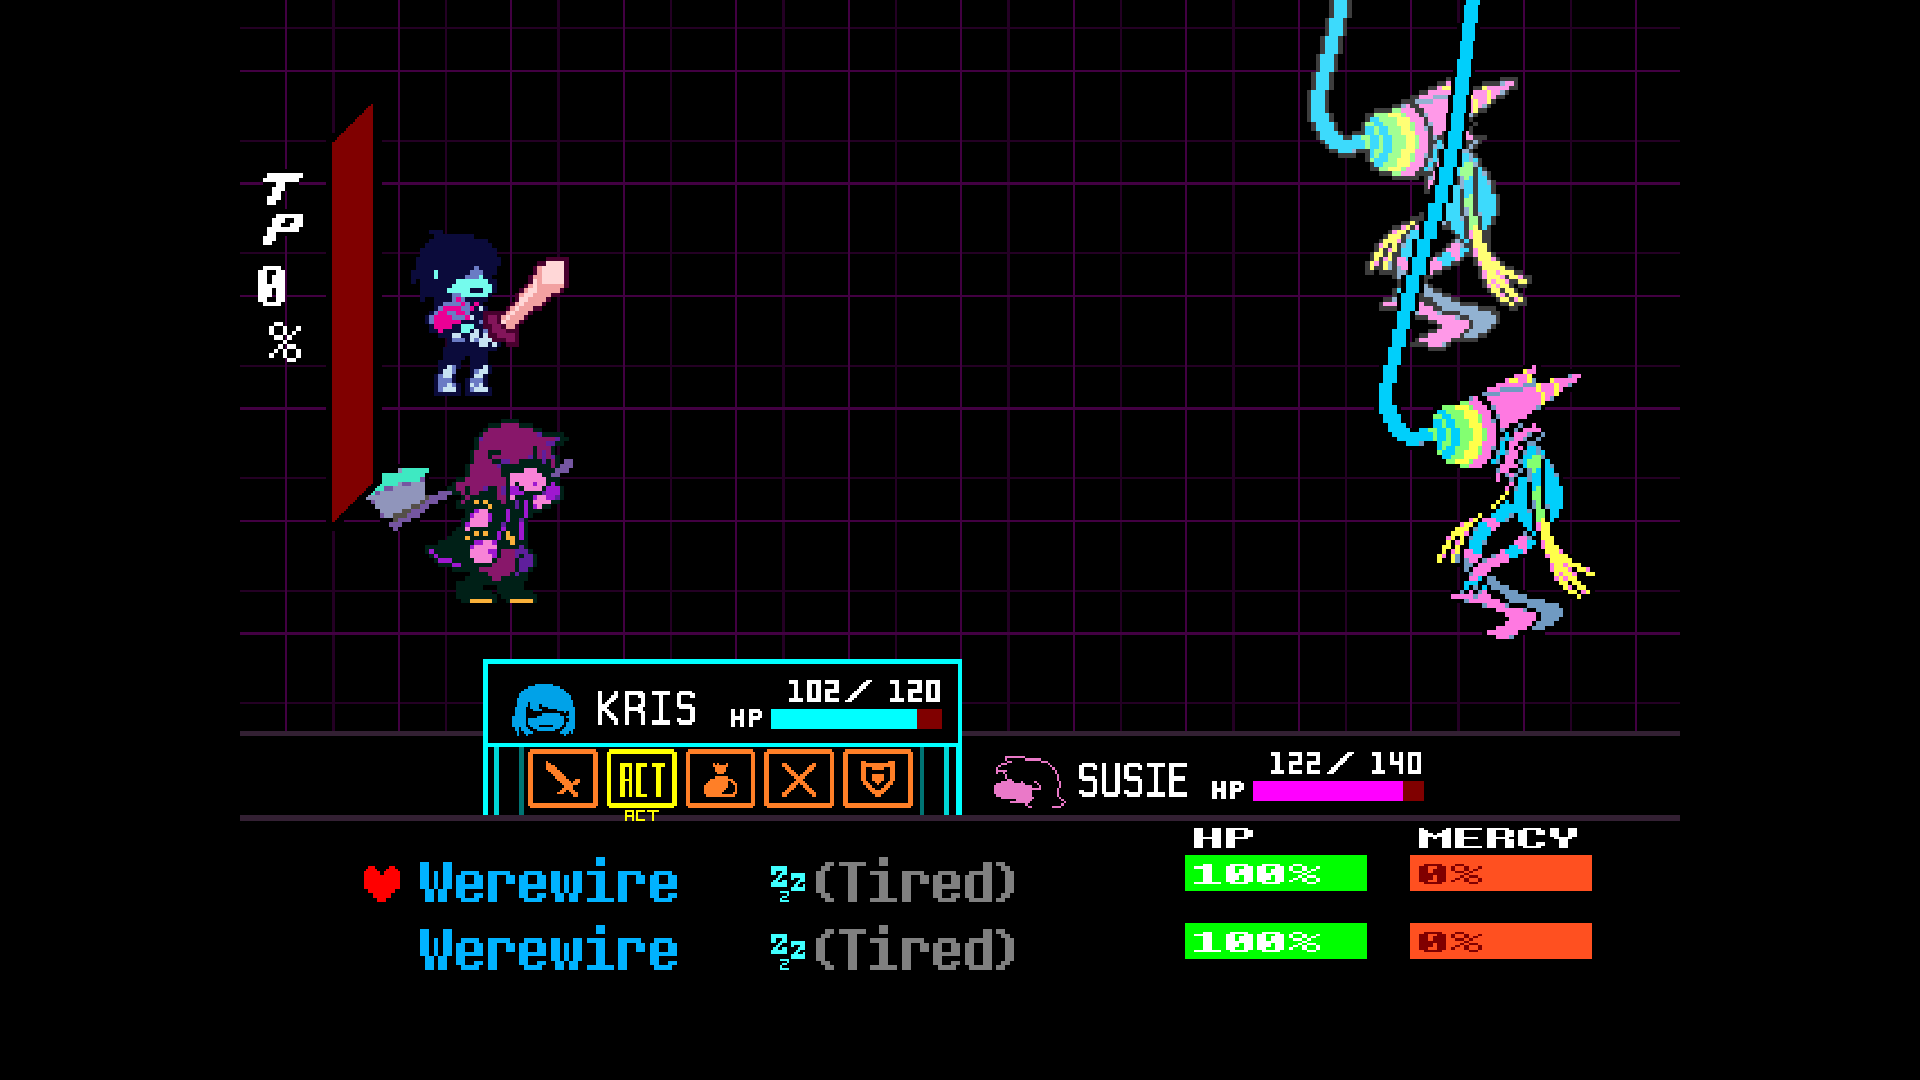 TP
0
%
KRIS HP 102/ 120
ACT
ACT
SUSIE HP 122/ 140
HP MERCY
Werewire (Tired) 100% 0%
Werewire (Tired) 100% 0%